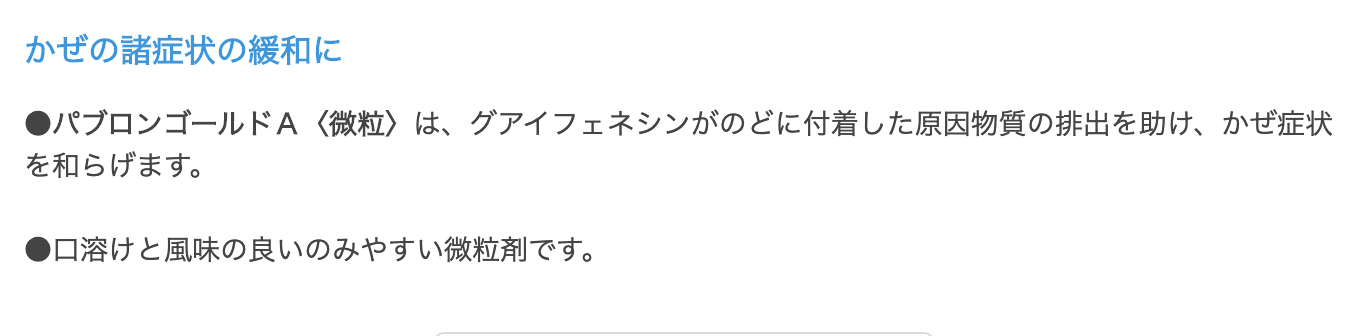 かぜの諸症状の緩和に
●パブロンゴールドＡ〈微粒〉は、グアイフェネシンがのどに付着した原因物質の排出を助け、かぜ症状
を和らげます。
●口溶けと風味の良いのみやすい微粒剤です。